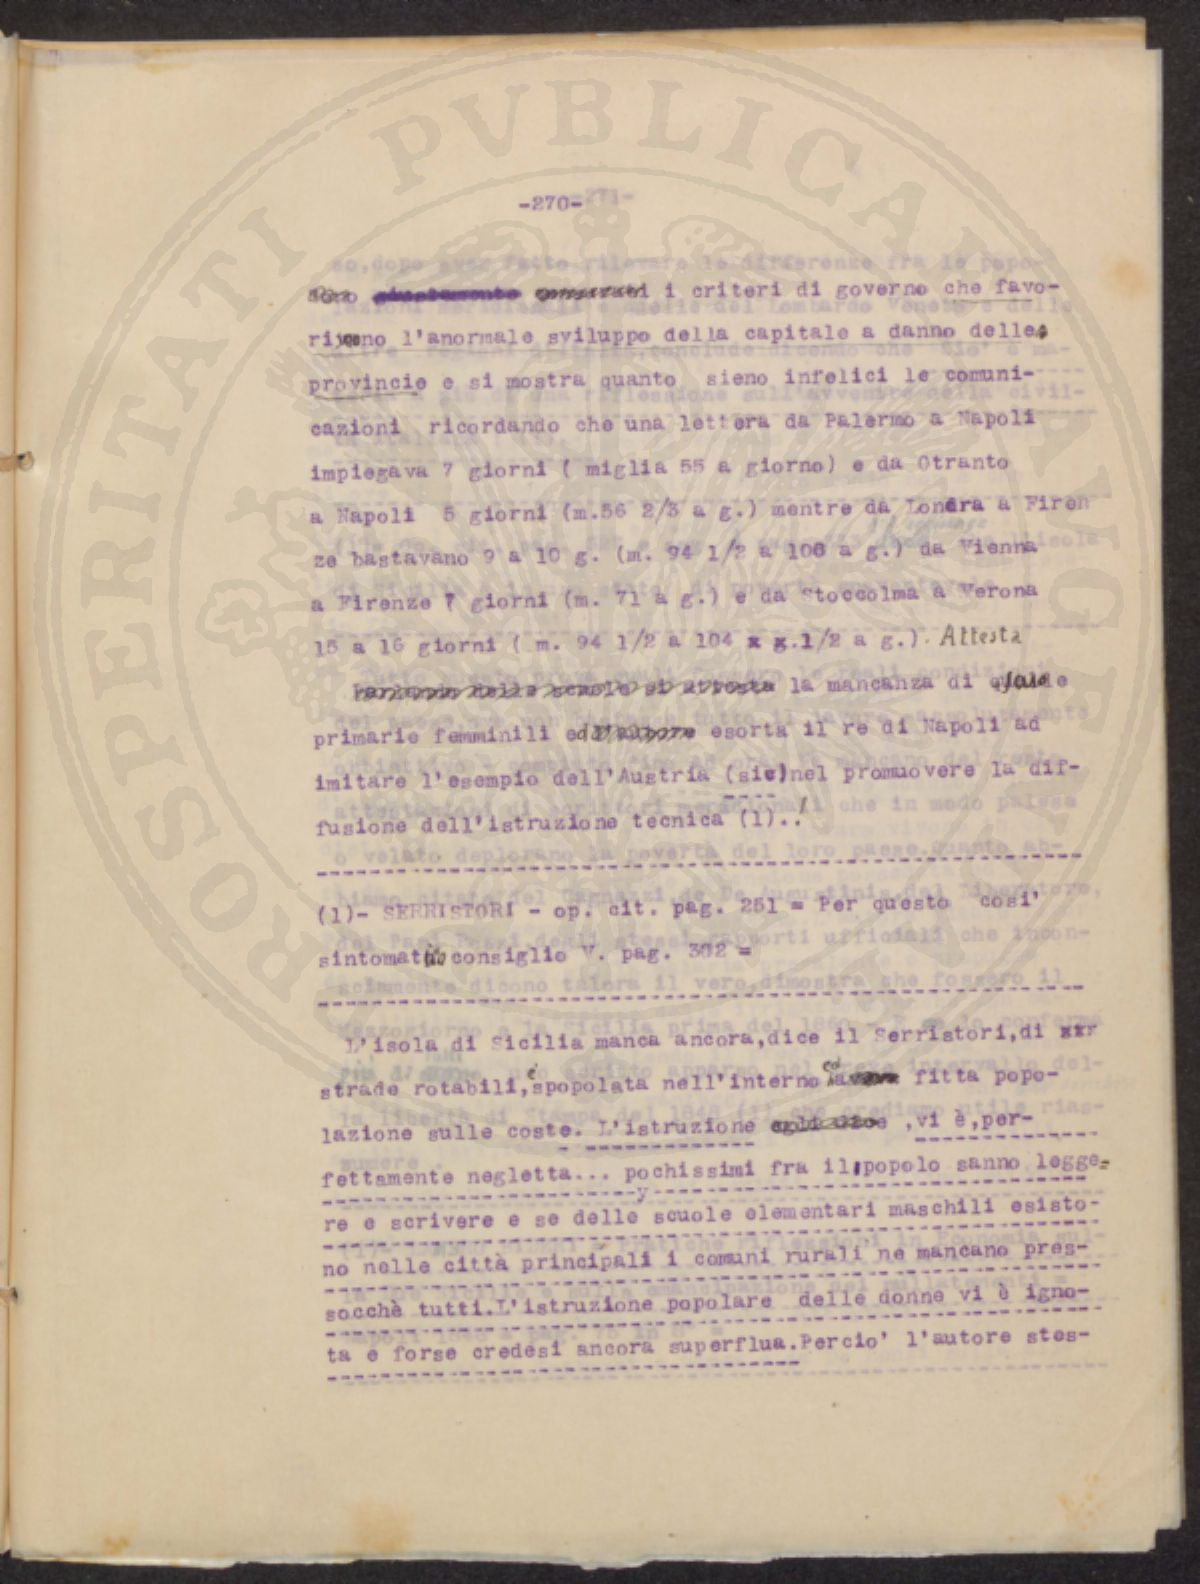 PROSPERITATI PVBLICAE AVGENDAE
-270-
i criteri di governo che favo-
no l'anormale sviluppo della capitale a danno delle
provincie e si mostra quanto sieno infelici le comuni-
cazioni ricordando che una lettera da Palermo a Napoli
impiegava 7 giorni ( miglia 55 a giorno) e da Otranto
a Napoli 5 giorni (m.56 2/3 a g.) mentre da Londra a Firen
ze bastavano 9 a 10 g. (m. 94 1/2 a 106 a g.) da Vienna
a Firenze 7 giorni (m. 71 a g.) e da Stoccolma a Verona
15 a 16 giorni ( m. 94 1/2 a 104 x g.1/2 a g.). Attesta
la mancanza di
primarie femminili ed esorta il re di Napoli ad
imitare l'esempio dell'Austria (sic)nel promuovere la dif-
fusione dell'istruzione tecnica (1)..
(1)- SERRISTORI - op. cit. pag. 251 = Per questo cosi'
consiglio V. pag. 302 =
L'isola di Sicilia manca ancora,dice il Serristori,di xxr
strade rotabili,è spopolata nell'interno ed fitta popo-
lazione sulle coste. L'istruzione ,vi è,per-
fettamente negletta... pochissimi fra il popolo sanno legge-
re e scrivere e se delle scuole elementari maschili esisto-
no nelle città principali i comuni rurali ne mancano pres-
socchè tutti.L'istruzione popolare delle donne vi è igno-
ta e forse credesi ancora superflua.Percio' l'autore stes-